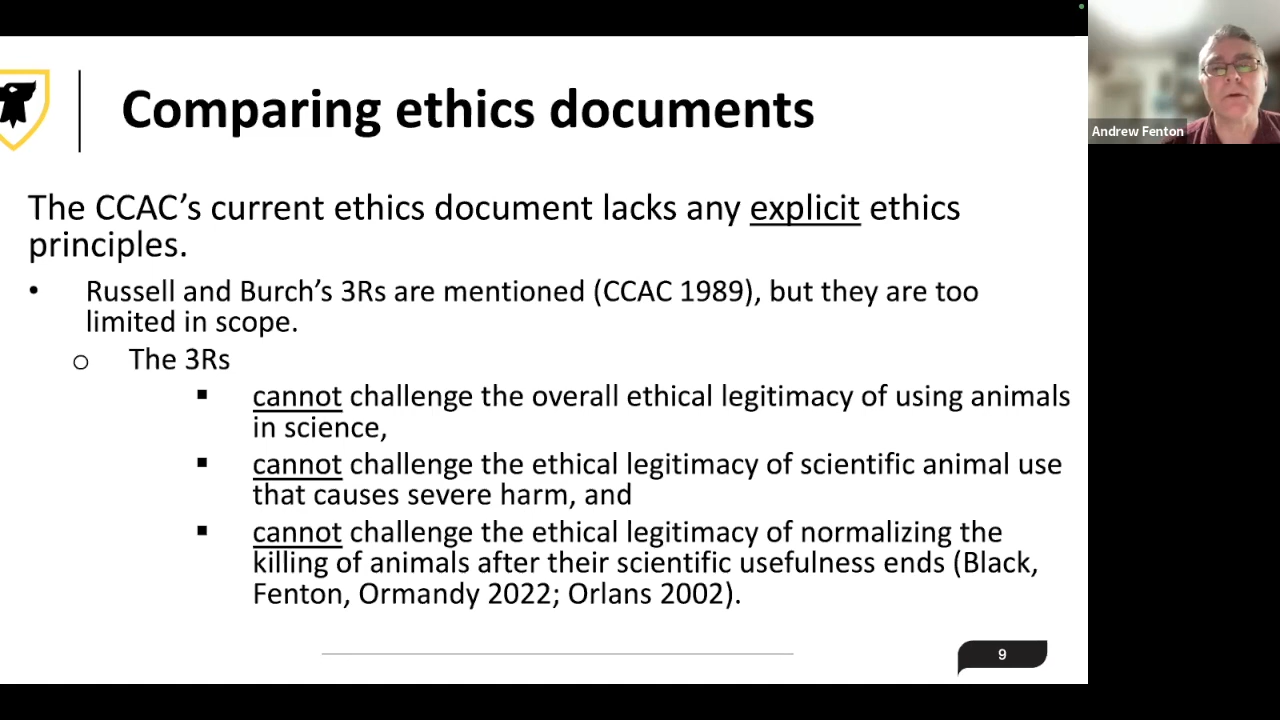 Comparing ethics documents
The CCAC’s current ethics document lacks any explicit ethics
principles.
• Russell and Burch’s 3Rs are mentioned (CCAC 1989), but they are too
limited in scope.
o The 3Rs
▪ cannot challenge the overall ethical legitimacy of using animals
in science,
▪ cannot challenge the ethical legitimacy of scientific animal use
that causes severe harm, and
▪ cannot challenge the ethical legitimacy of normalizing the
killing of animals after their scientific usefulness ends (Black,
Fenton, Ormandy 2022; Orlans 2002).
9
Andrew Fenton